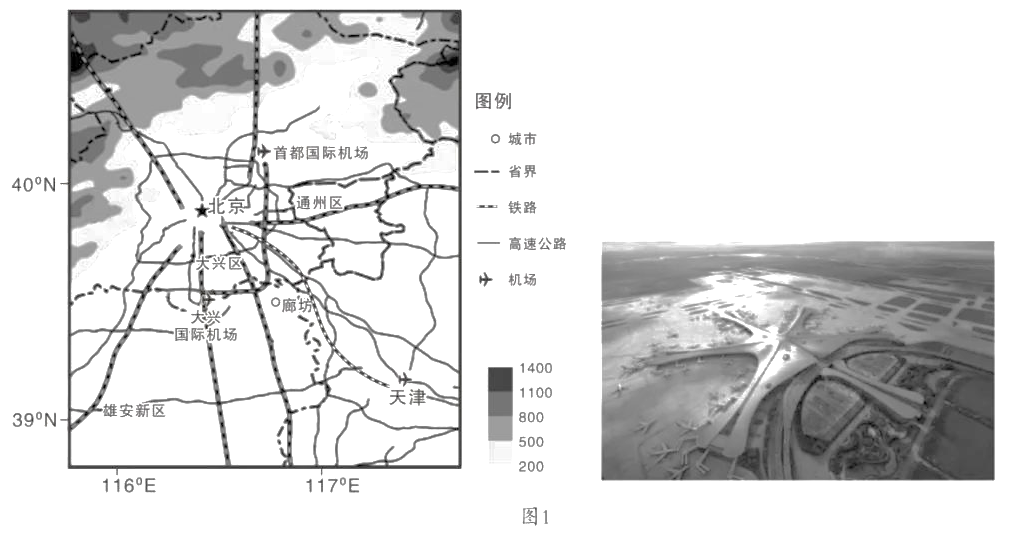 40°N
39°N
116°E
117°E
首都国际机场
北京
通州区
大兴区
廊坊
大兴
国际机场
天津
雄安新区
图例
城市
省界
铁路
高速公路
机场
1400
1100
800
500
200
图1